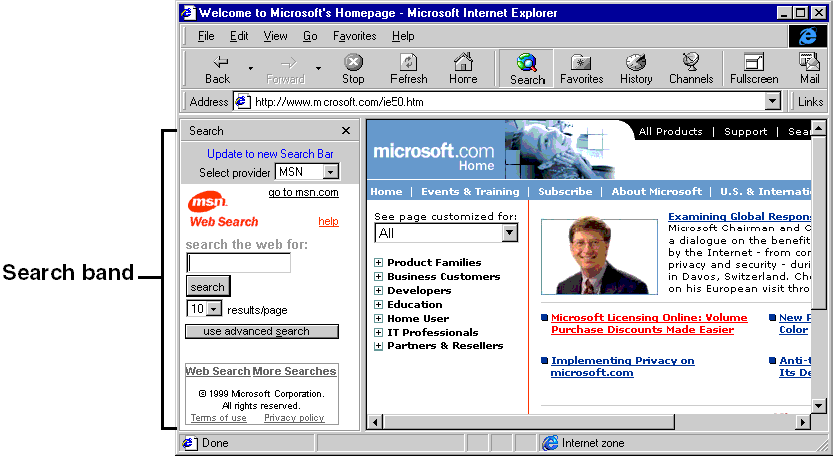 Welcome to Microsoft's Homepage - Microsoft Internet Explorer
File Edit View Go Favorites Help
Back Forward Stop Refresh Home Search Favorites History Channels Fullscreen Mail
Address http://www.microsoft.com/ie50.htm Links
Search
Update to new Search Bar
Select provider MSN
go to msn.com
msn
Web Search help
search the web for:
search
10 results/page
use advanced search
Web Search More Searches
© 1999 Microsoft Corporation.
All rights reserved.
Terms of use Privacy policy
Search band
All Products | Support | Sear
microsoft.com
Home
Home | Events & Training | Subscribe | About Microsoft | U.S. & Internatio
See page customized for:
All
Product Families
Business Customers
Developers
Education
Home User
IT Professionals
Partners & Resellers
Examining Global Respon
Microsoft Chairman and C
a dialogue on the benefit
by the Internet - from cor
privacy and security - duri
in Davos, Switzerland. Che
on his European visit thro
Microsoft Licensing Online: Volume
Purchase Discounts Made Easier
New P
Color
Implementing Privacy on
microsoft.com
Anti-t
Its De
Done Internet zone